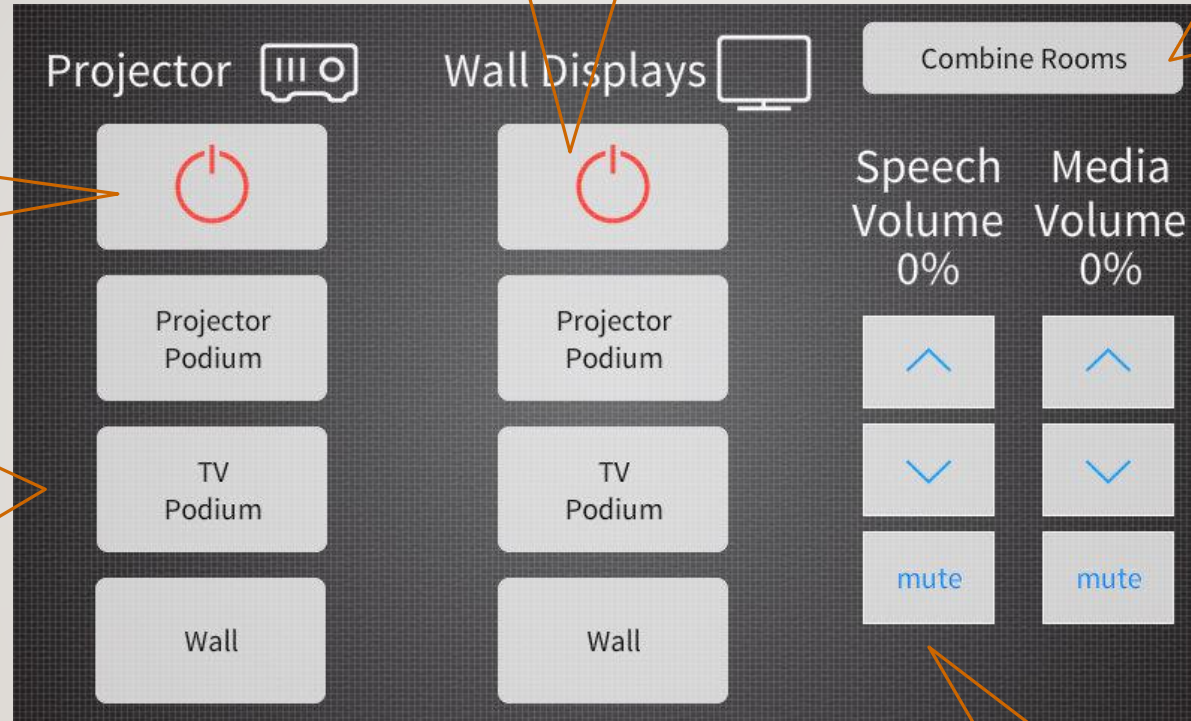 Projector
Projector
Podium
TV
Podium
Wall
Wall Displays
Projector
Podium
TV
Podium
Wall
Combine Rooms
Speech
Volume
0%
mute
Media
Volume
0%
mute